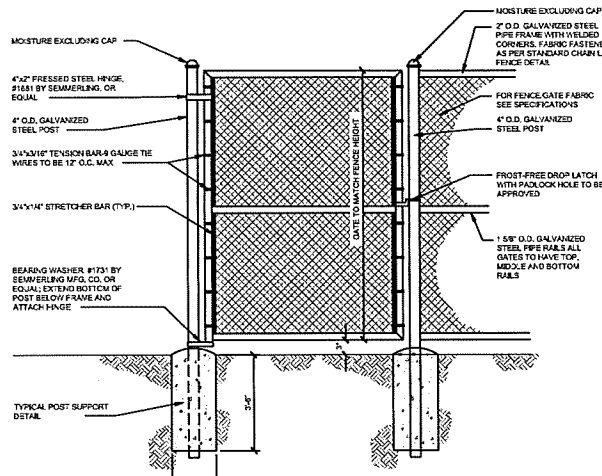 MOISTURE EXCLUDING CAP
4"x2" PRESSED STEEL HINGE,
#1681 BY SEMMERLING, OR
EQUAL
4" O.D. GALVANIZED
STEEL POST
3/4"x3/16" TENSION BAR-9 GAUGE TIE
WIRES TO BE 12" O.C. MAX
3/4"x1/4" STRETCHER BAR (TYP.)
BEARING WASHER, #1731 BY
SEMMERLING MFG. CO. OR
EQUAL; EXTEND BOTTOM OF
POST BELOW FRAME AND
ATTACH HINGE
TYPICAL POST SUPPORT
DETAIL
GATE TO MATCH FENCE HEIGHT
3"
3'-6"
MOISTURE EXCLUDING CAP
2" O.D. GALVANIZED STEEL
PIPE FRAME WITH WELDED
CORNERS. FABRIC FASTENE
AS PER STANDARD CHAIN L
FENCE DETAIL
FOR FENCE/GATE FABRIC
SEE SPECIFICATIONS
4" O.D. GALVANIZED
STEEL POST
FROST-FREE DROP LATCH
WITH PADLOCK HOLE TO BE
APPROVED
1 5/8" O.D. GALVANIZED
STEEL PIPE RAILS ALL
GATES TO HAVE TOP,
MIDDLE AND BOTTOM
RAILS